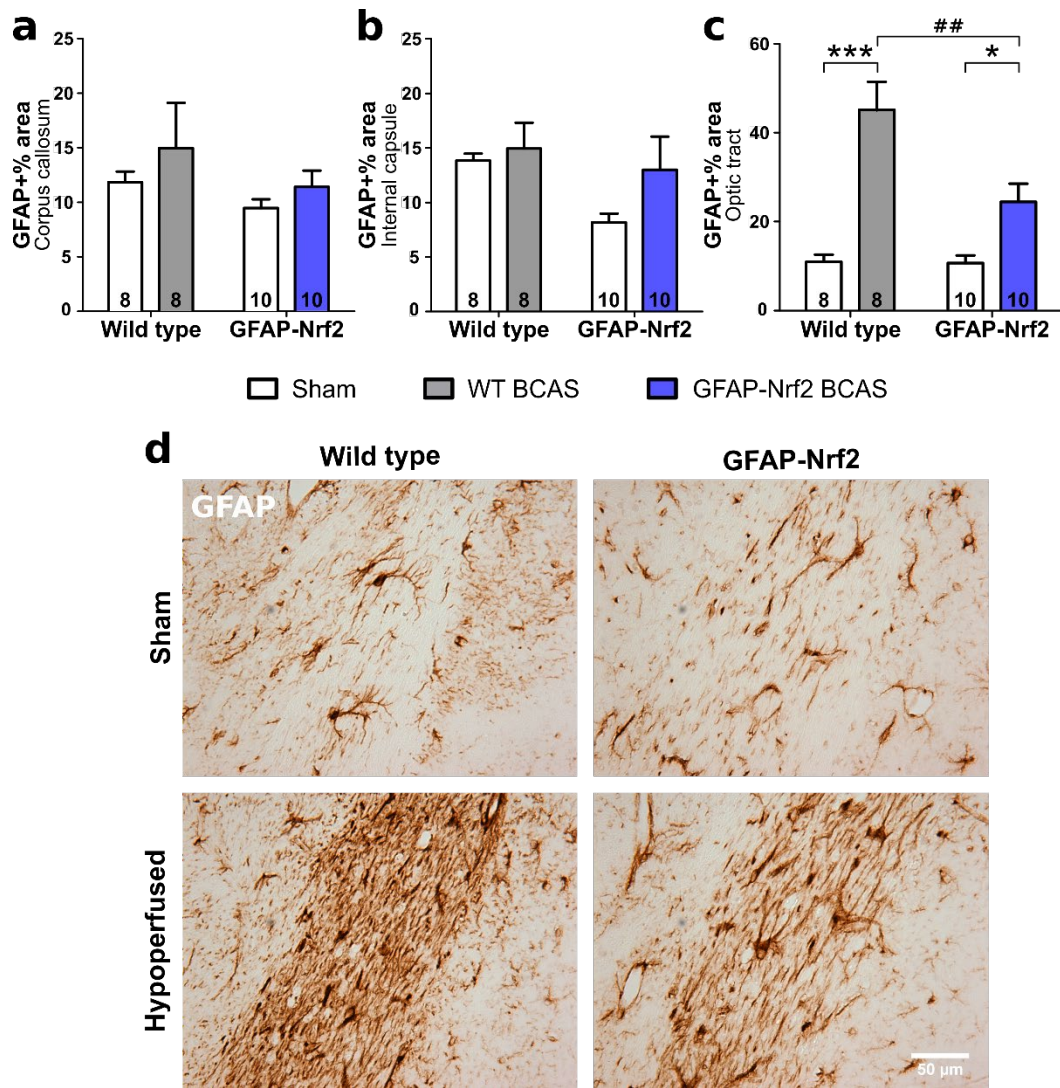 a
GFAP+% area
Corpus callosum
25
20
15
10
5
0
8
8
10
10
Wild type
GFAP-Nrf2
b
GFAP+% area
Internal capsule
25
20
15
10
5
0
8
8
10
10
Wild type
GFAP-Nrf2
c
GFAP+% area
Optic tract
60
40
20
0
##
***
*
8
8
10
10
Wild type
GFAP-Nrf2
Sham
WT BCAS
GFAP-Nrf2 BCAS
d
Wild type
GFAP-Nrf2
GFAP
Sham
Hypoperfused
50 µm